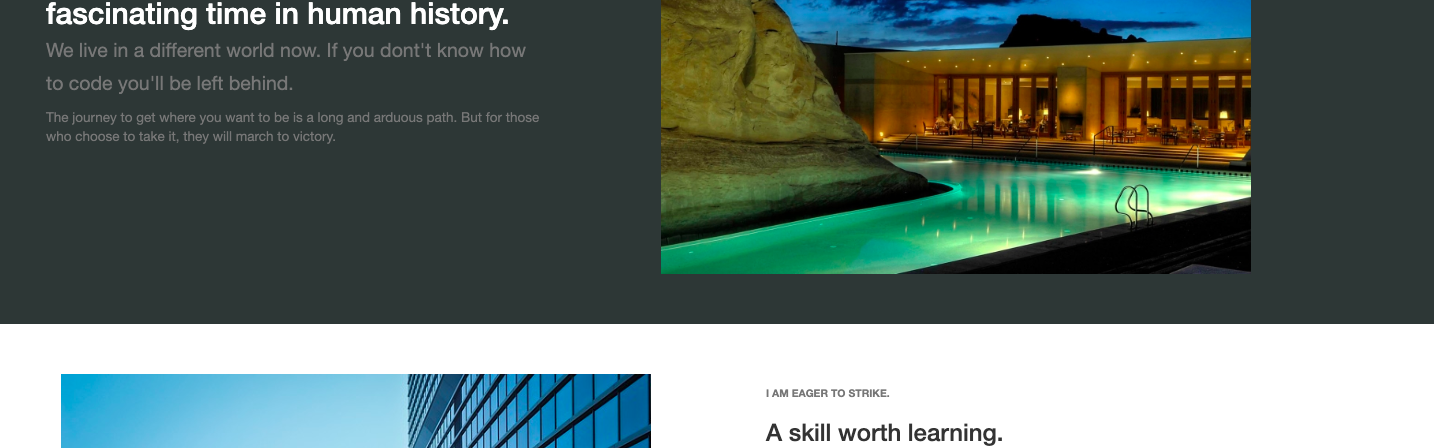 fascinating time in human history.
We live in a different world now. If you dont't know how
to code you'll be left behind.
The journey to get where you want to be is a long and arduous path. But for those
who choose to take it, they will march to victory.
I AM EAGER TO STRIKE.
A skill worth learning.